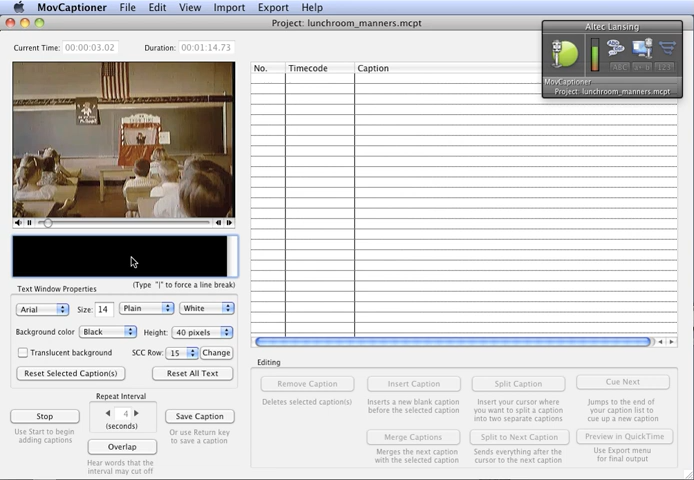 MovCaptioner File Edit View Import Export Help
Project: lunchroom_manners.mcpt
Altec Lansing
ABC
123
MovCaptioner
Project: lunchroom_manners.mcpt
Current Time: 00:00:03.02 Duration: 00:01:14.73
No. Timecode Caption
(Type "|" to force a line break)
Text Window Properties
Arial Size: 14 Plain White
Background color Black Height: 40 pixels
Translucent background SCC Row: 15 Change
Reset Selected Caption(s) Reset All Text
Repeat Interval
Stop 4 Save Caption
(seconds)
Use Start to begin
adding captions
Or use Return key
to save a caption
Overlap
Hear words that the
interval may cut off
Editing
Remove Caption Insert Caption Split Caption Cue Next
Deletes selected caption(s)
Inserts a new blank caption
before the selected caption
Insert your cursor where
you want to split a caption
into two separate captions
Jumps to the end of
your caption list to
cue up a new caption
Merge Captions Split to Next Caption Preview in QuickTime
Merges the next caption
with the selected caption
Sends everything after the
cursor to the next caption
Use Export menu
for final output